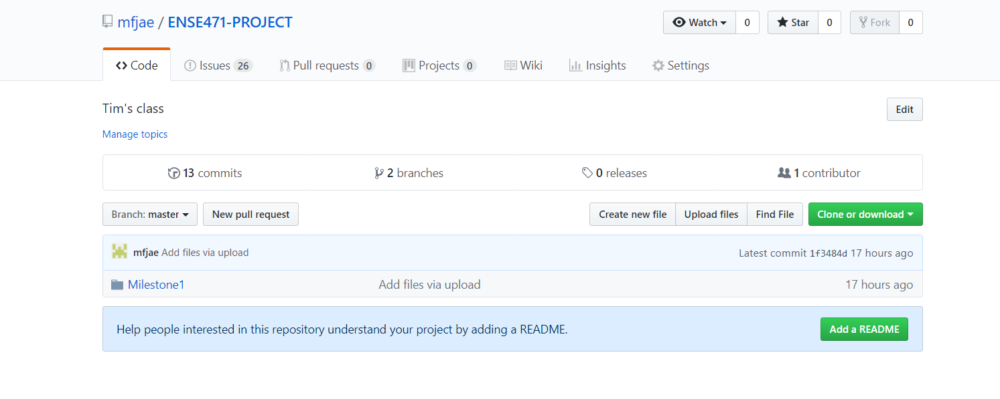 mfjae / ENSE471-PROJECT Watch 0 Star 0 Fork 0
Code Issues 26 Pull requests 0 Projects 0 Wiki Insights Settings
Tim's class Edit
Manage topics
13 commits 2 branches 0 releases 1 contributor
Branch: master New pull request Create new file Upload files Find File Clone or download
mfjae Add files via upload Latest commit 1f3484d 17 hours ago
Milestone1 Add files via upload 17 hours ago
Help people interested in this repository understand your project by adding a README. Add a README